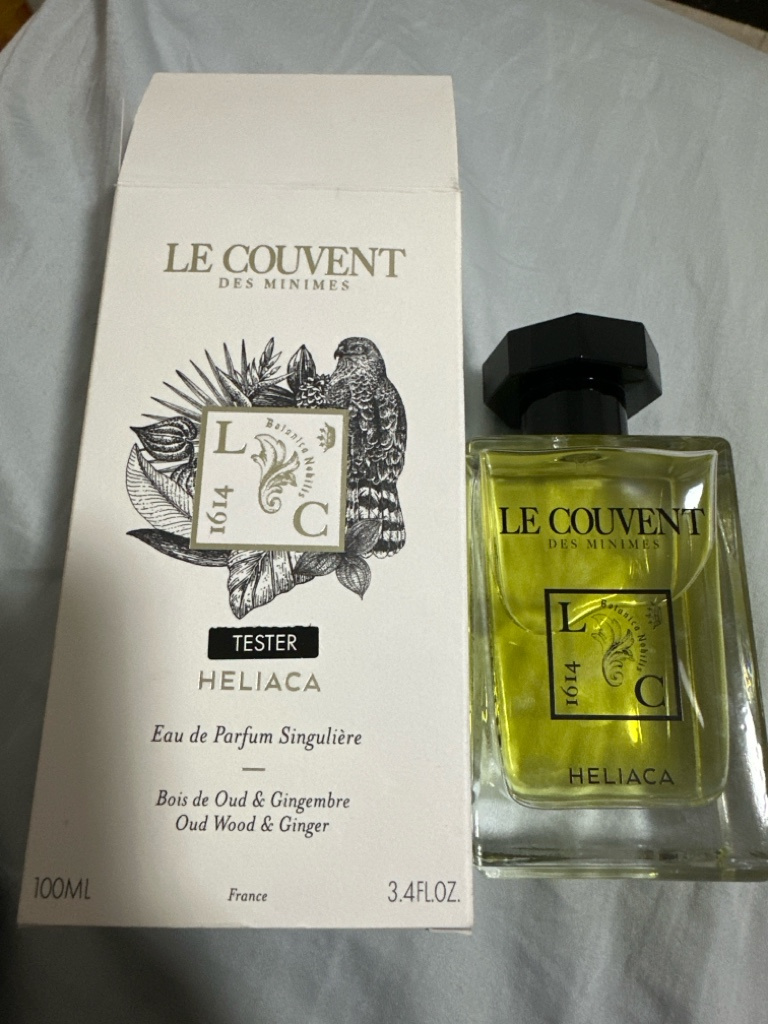 LE COUVENT
DES MINIMES
L
Botanica Nobilis
1614
C
TESTER
HELIACA
Eau de Parfum Singulière
Bois de Oud & Gingembre
Oud Wood & Ginger
100ML
France
3.4FL.OZ.
LE COUVENT
DES MINIMES
L
Botanica Nobilis
1614
C
HELIACA